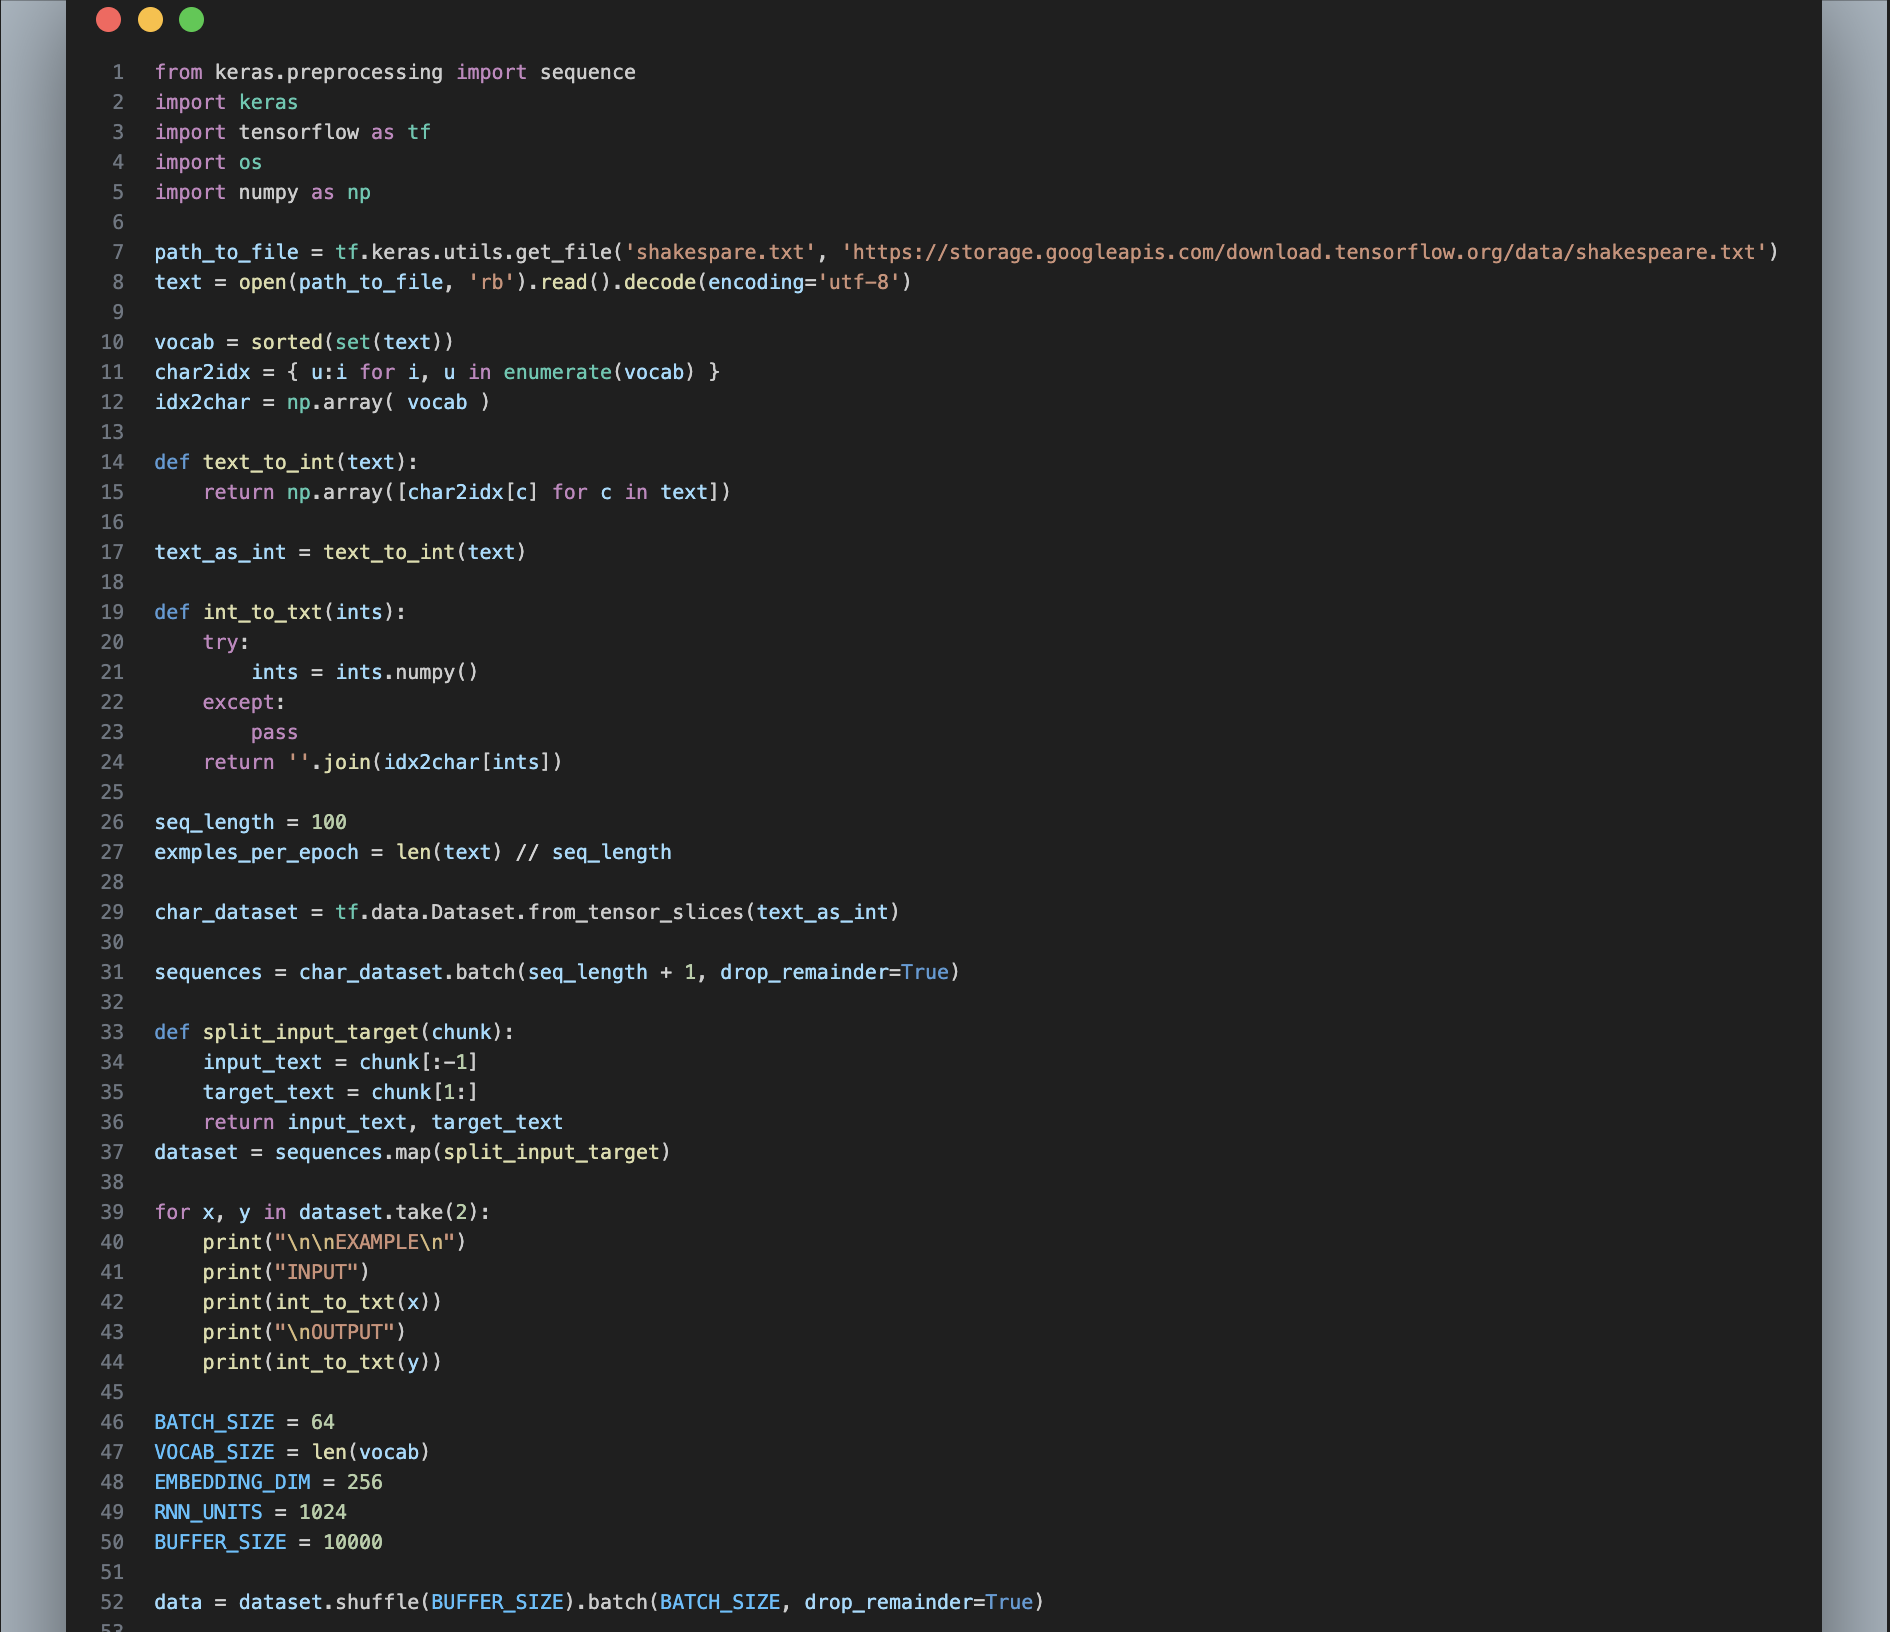 1 from keras.preprocessing import sequence
2 import keras
3 import tensorflow as tf
4 import os
5 import numpy as np
6
7 path_to_file = tf.keras.utils.get_file('shakespare.txt', 'https://storage.googleapis.com/download.tensorflow.org/data/shakespeare.txt')
8 text = open(path_to_file, 'rb').read().decode(encoding='utf-8')
9
10 vocab = sorted(set(text))
11 char2idx = { u:i for i, u in enumerate(vocab) }
12 idx2char = np.array( vocab )
13
14 def text_to_int(text):
15     return np.array([char2idx[c] for c in text])
16
17 text_as_int = text_to_int(text)
18
19 def int_to_txt(ints):
20     try:
21         ints = ints.numpy()
22     except:
23         pass
24     return ''.join(idx2char[ints])
25
26 seq_length = 100
27 exmples_per_epoch = len(text) // seq_length
28
29 char_dataset = tf.data.Dataset.from_tensor_slices(text_as_int)
30
31 sequences = char_dataset.batch(seq_length + 1, drop_remainder=True)
32
33 def split_input_target(chunk):
34     input_text = chunk[:-1]
35     target_text = chunk[1:]
36     return input_text, target_text
37 dataset = sequences.map(split_input_target)
38
39 for x, y in dataset.take(2):
40     print("\n\nEXAMPLE\n")
41     print("INPUT")
42     print(int_to_txt(x))
43     print("\nOUTPUT")
44     print(int_to_txt(y))
45
46 BATCH_SIZE = 64
47 VOCAB_SIZE = len(vocab)
48 EMBEDDING_DIM = 256
49 RNN_UNITS = 1024
50 BUFFER_SIZE = 10000
51
52 data = dataset.shuffle(BUFFER_SIZE).batch(BATCH_SIZE, drop_remainder=True)
53